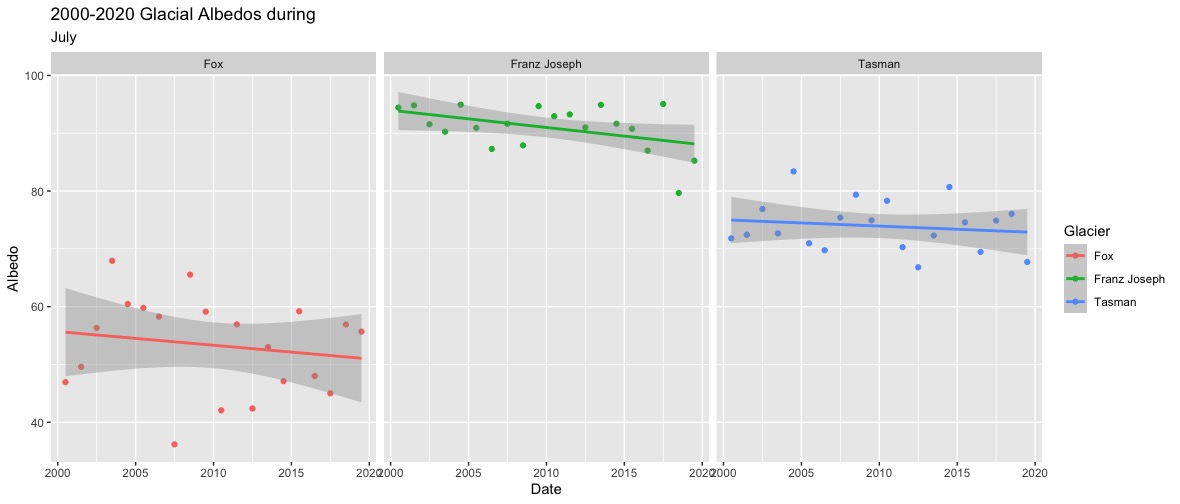 2000-2020 Glacial Albedos during
July
Fox Franz Joseph Tasman
100
80
60
40
Albedo
2000 2005 2010 2015 2020 2000 2005 2010 2015 2020 2000 2005 2010 2015 2020
Date
Glacier
Fox
Franz Joseph
Tasman